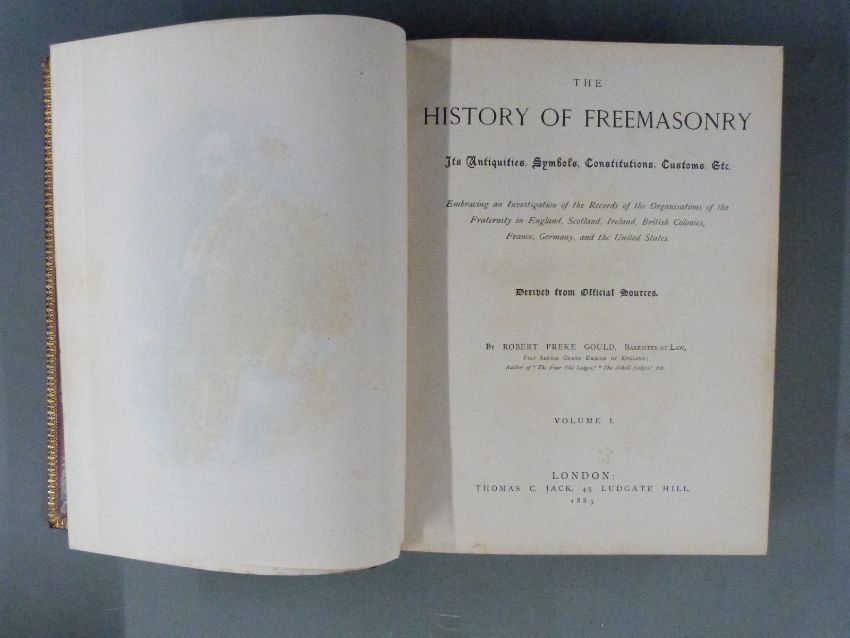 THE
HISTORY OF FREEMASONRY
Its Antiquities, Symbols, Constitutions, Customs, Etc.
Embracing an Investigation of the Records of the Organisations of the
Fraternity in England, Scotland, Ireland, British Colonies,
France, Germany, and the United States.
Derived from Official Sources.
By ROBERT FREKE GOULD, Barrister-at-Law,
Past Senior Grand Deacon of England;
Author of "The Four Old Lodges," "The Atholl Lodges," Etc.
VOLUME I.
LONDON:
THOMAS C. JACK, 45 LUDGATE HILL.